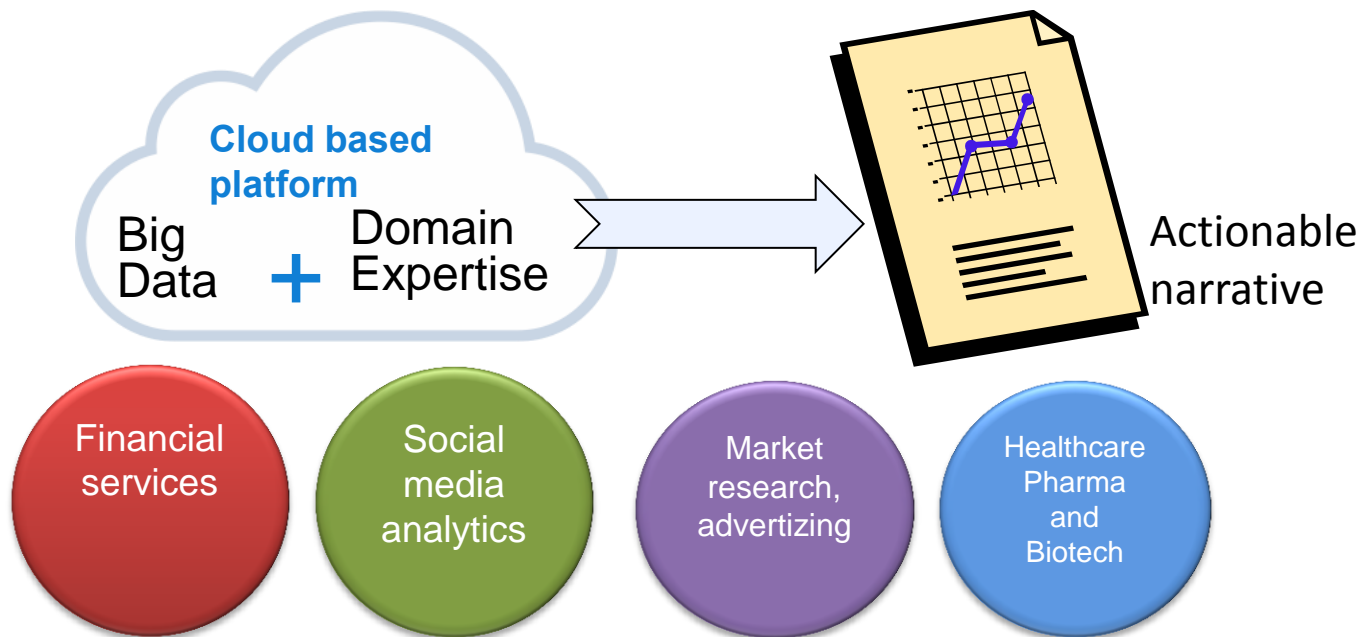 Cloud based
platform
Big
Data
+
Domain
Expertise
Actionable
narrative
Financial
services
Social
media
analytics
Market
research,
advertizing
Healthcare
Pharma
and
Biotech